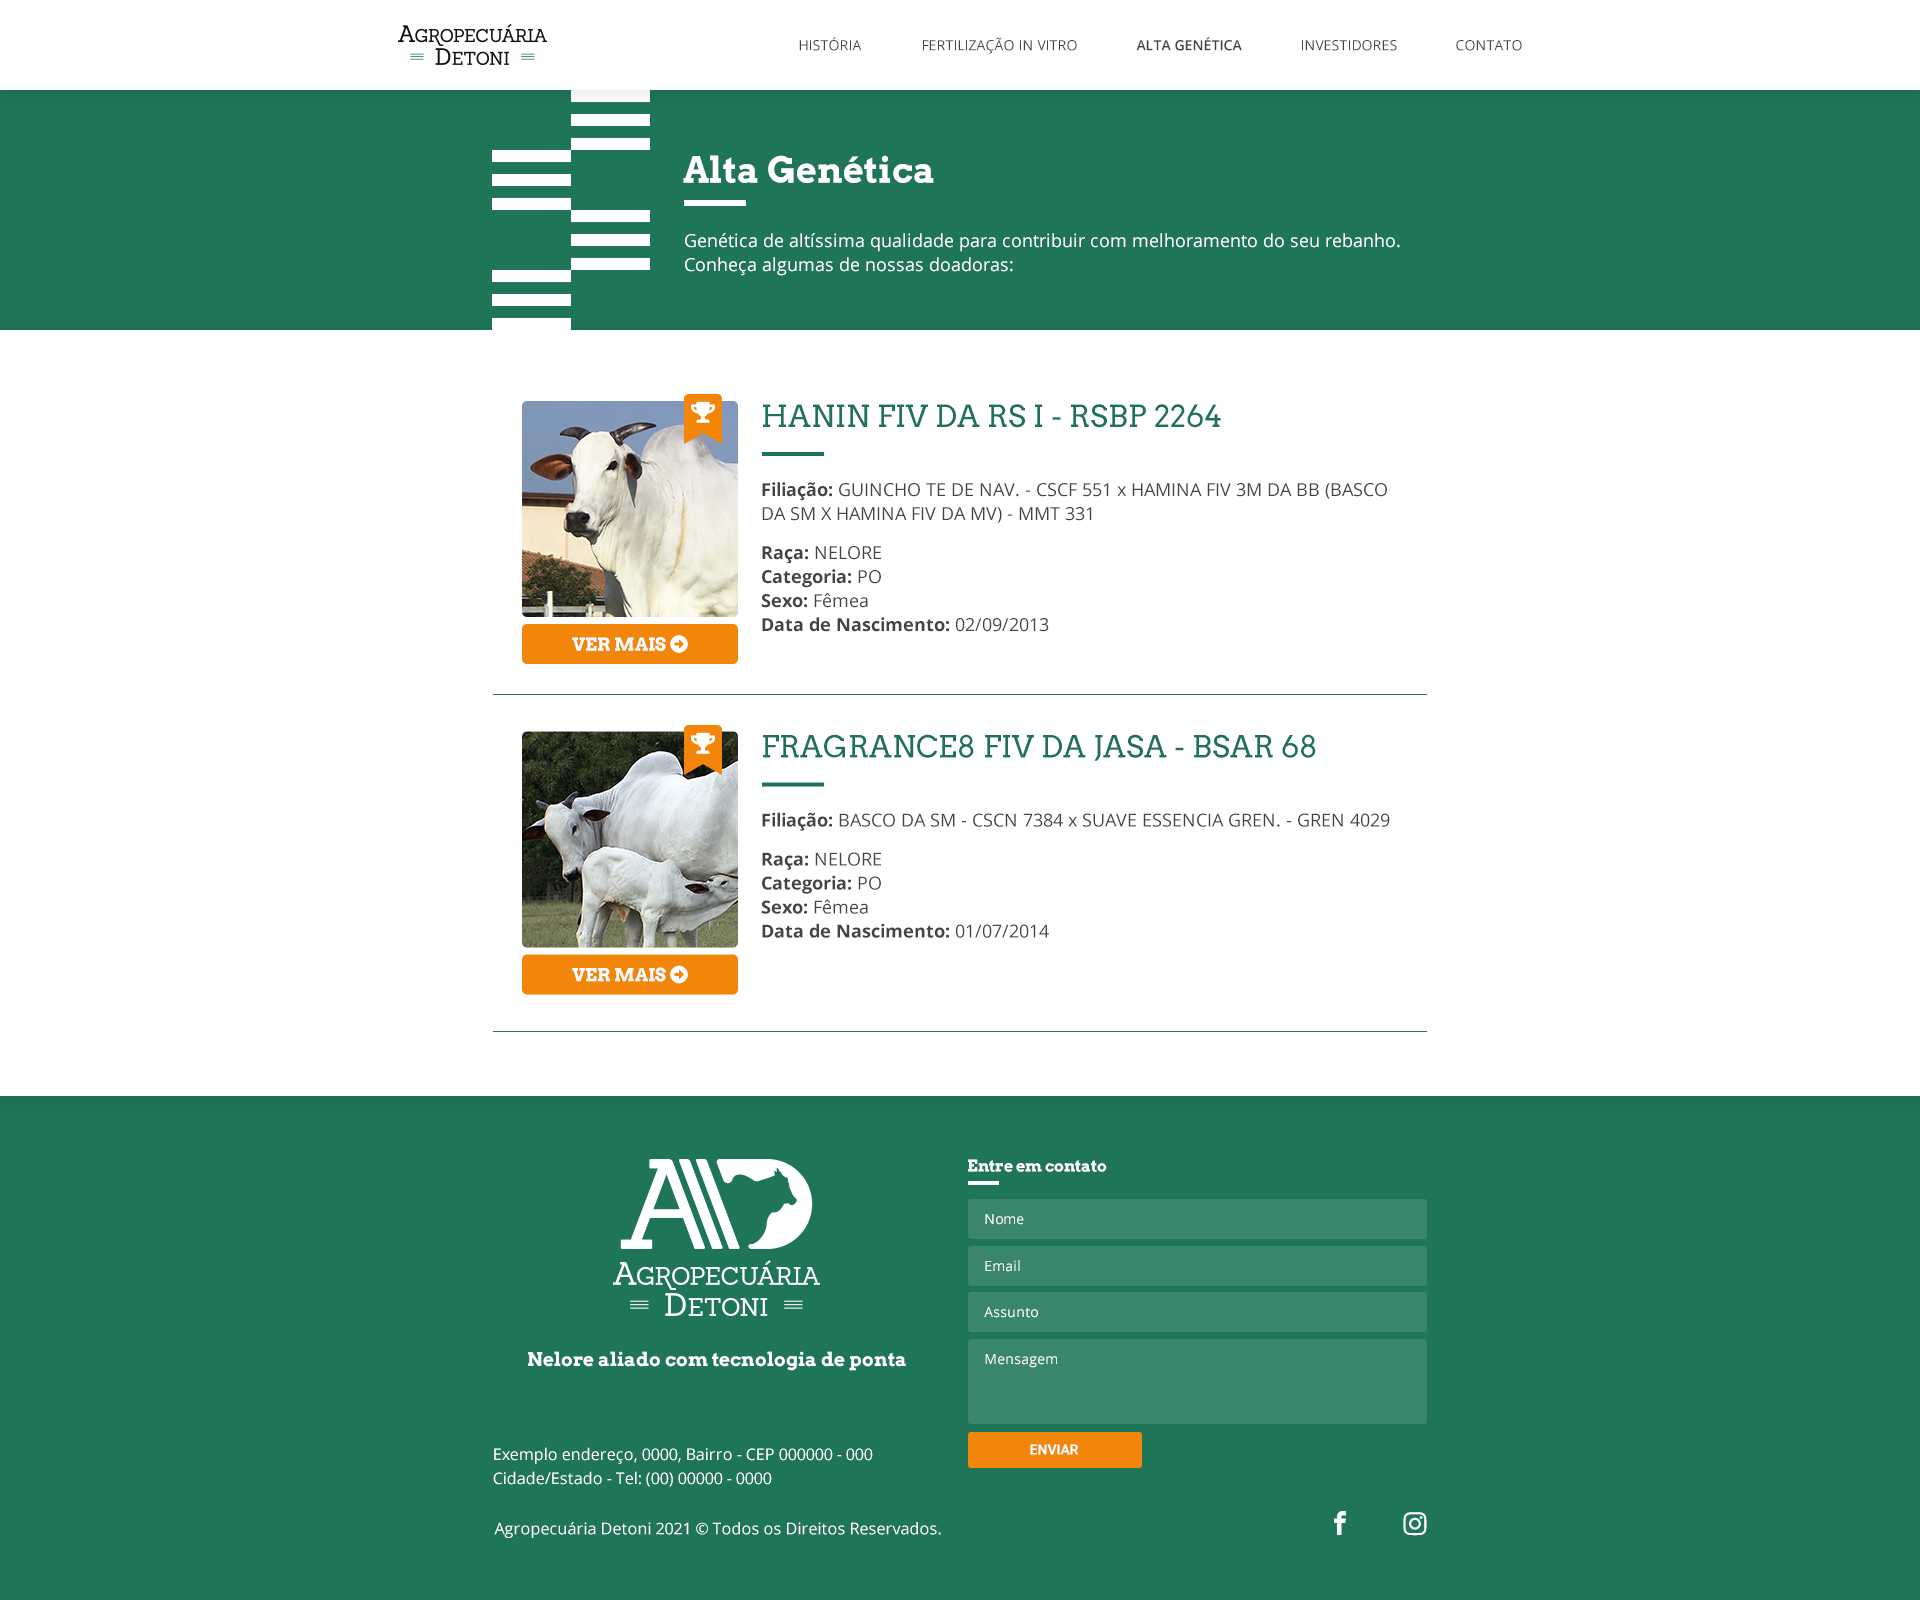 AGROPECUÁRIA
DETONI
HISTÓRIA
FERTILIZAÇÃO IN VITRO
ALTA GENÉTICA
INVESTIDORES
CONTATO
Alta Genética
Genética de altíssima qualidade para contribuir com melhoramento do seu rebanho.
Conheça algumas de nossas doadoras:
HANIN FIV DA RS I - RSBP 2264
Filiação: GUINCHO TE DE NAV. - CSCF 551 x HAMINA FIV 3M DA BB (BASCO
DA SM X HAMINA FIV DA MV) - MMT 331
Raça: NELORE
Categoria: PO
Sexo: Fêmea
Data de Nascimento: 02/09/2013
VER MAIS
FRAGRANCE8 FIV DA JASA - BSAR 68
Filiação: BASCO DA SM - CSCN 7384 x SUAVE ESSENCIA GREN. - GREN 4029
Raça: NELORE
Categoria: PO
Sexo: Fêmea
Data de Nascimento: 01/07/2014
VER MAIS
AD
AGROPECUÁRIA
DETONI
Nelore aliado com tecnologia de ponta
Exemplo endereço, 0000, Bairro - CEP 000000 - 000
Cidade/Estado - Tel: (00) 00000 - 0000
Agropecuária Detoni 2021 © Todos os Direitos Reservados.
Entre em contato
Nome
Email
Assunto
Mensagem
ENVIAR